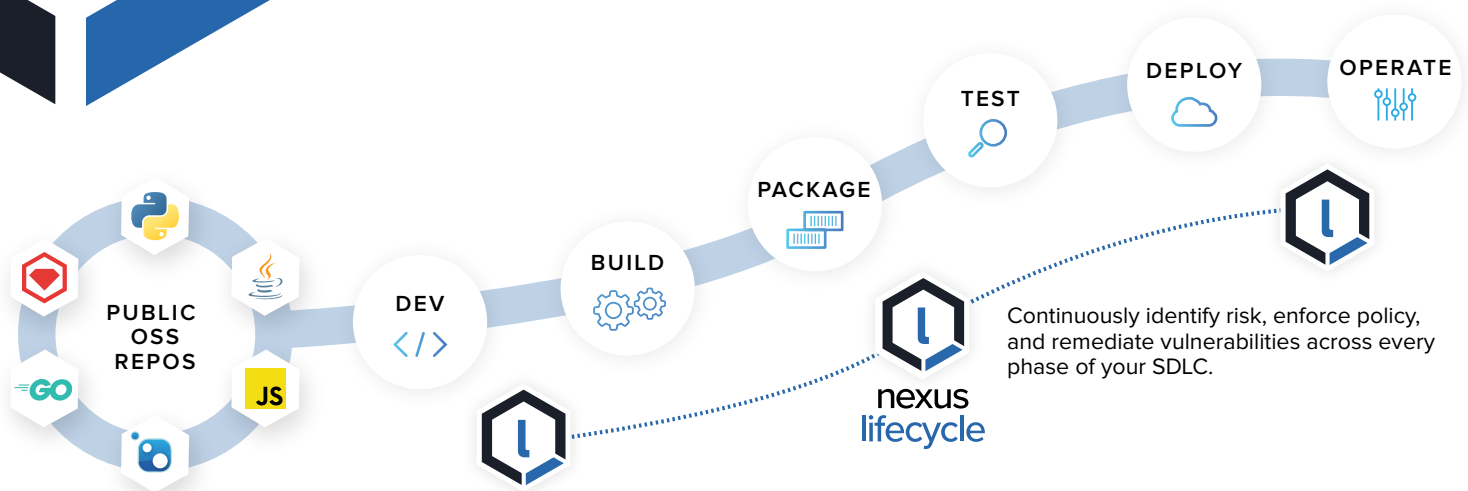 PUBLIC
OSS
REPOS
GO
JS
DEV
</>
BUILD
PACKAGE
TEST
DEPLOY
OPERATE
l
l
l
nexus
lifecycle
Continuously identify risk, enforce policy,
and remediate vulnerabilities across every
phase of your SDLC.